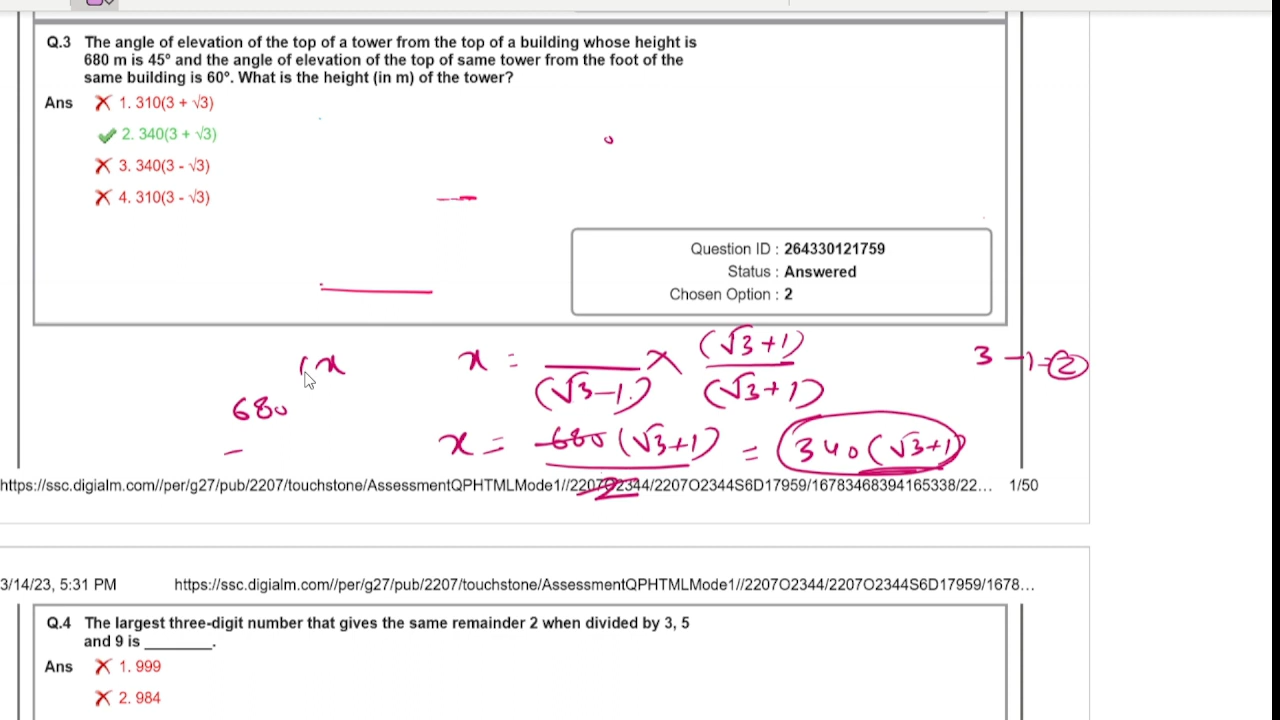 Q.3 The angle of elevation of the top of a tower from the top of a building whose height is
680 m is 45° and the angle of elevation of the top of same tower from the foot of the
same building is 60°. What is the height (in m) of the tower?
Ans 1. 310(3 + √3)
2. 340(3 + √3)
3. 340(3 - √3)
4. 310(3 - √3)
Question ID : 264330121759
Status : Answered
Chosen Option : 2
x
680
x = (√3-1) × (√3+1) (√3+1)
3-1=2
x = 680 (√3+1) 2 = 340(√3+1)
https://ssc.digialm.com//per/g27/pub/2207/touchstone/AssessmentQPHTMLMode1//2207O2344/2207O2344S6D17959/16783468394165338/22... 1/50
3/14/23, 5:31 PM https://ssc.digialm.com//per/g27/pub/2207/touchstone/AssessmentQPHTMLMode1//2207O2344/2207O2344S6D17959/1678...
Q.4 The largest three-digit number that gives the same remainder 2 when divided by 3, 5
and 9 is ________.
Ans 1. 999
2. 984